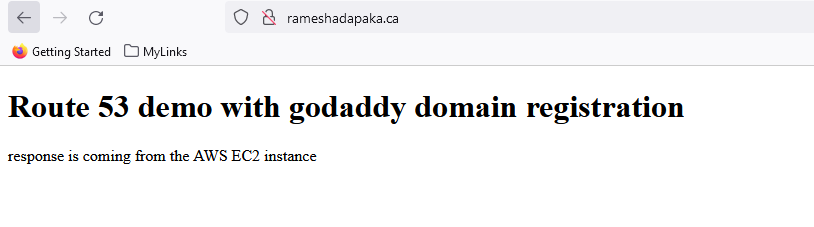 rameshadapaka.ca
Getting Started MyLinks
Route 53 demo with godaddy domain registration
response is coming from the AWS EC2 instance